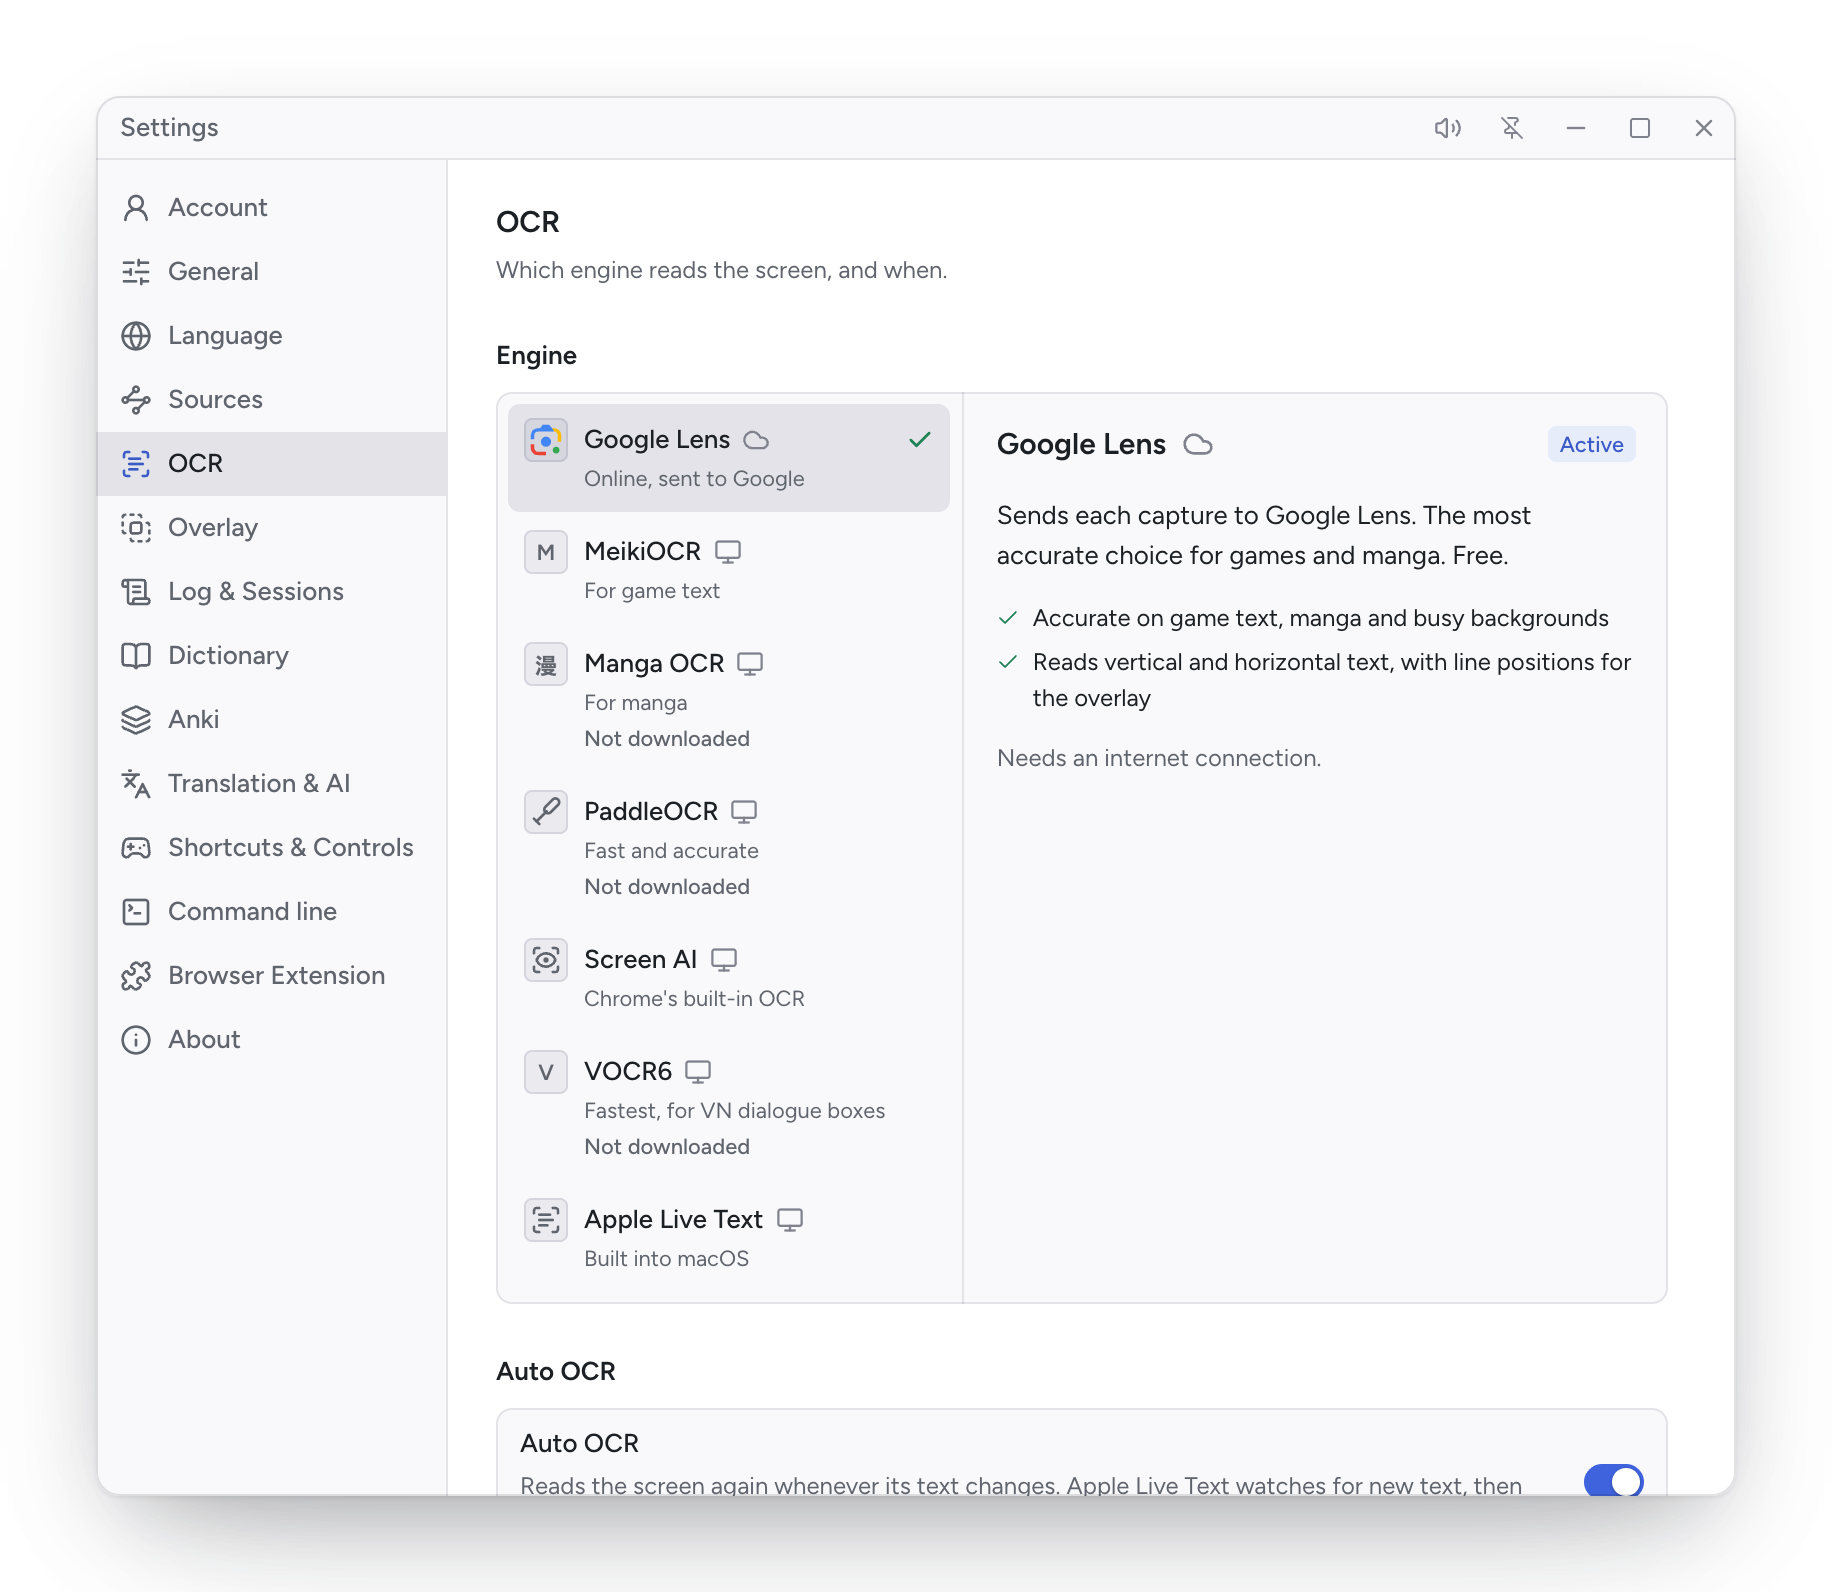 Settings
Account
General
Language
Sources
OCR
Overlay
Log & Sessions
Dictionary
Anki
Translation & AI
Shortcuts & Controls
Command line
Browser Extension
About
OCR
Which engine reads the screen, and when.
Engine
Google Lens
Online, sent to Google
M
MeikiOCR
For game text
漫
Manga OCR
For manga
Not downloaded
PaddleOCR
Fast and accurate
Not downloaded
Screen AI
Chrome's built-in OCR
V
VOCR6
Fastest, for VN dialogue boxes
Not downloaded
Apple Live Text
Built into macOS
Google Lens
Active
Sends each capture to Google Lens. The most
accurate choice for games and manga. Free.
Accurate on game text, manga and busy backgrounds
Reads vertical and horizontal text, with line positions for
the overlay
Needs an internet connection.
Auto OCR
Auto OCR
Reads the screen again whenever its text changes. Apple Live Text watches for new text, then